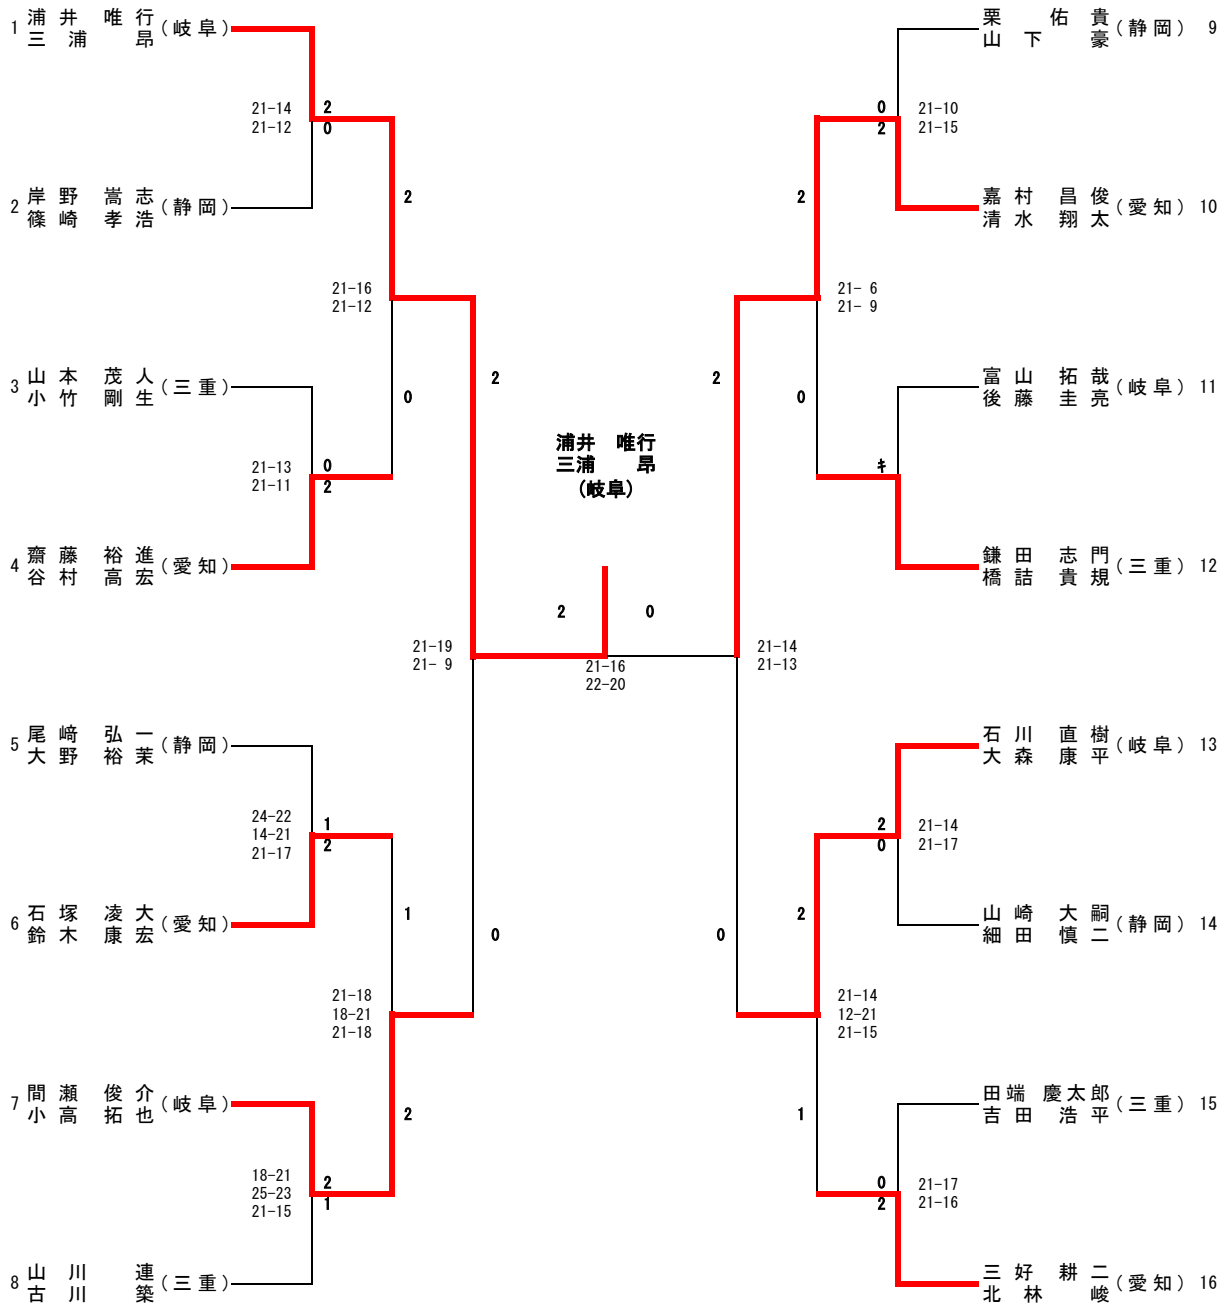 1 浦井 唯行 (岐阜)
三浦 昂
21-14 2
21-12 0
2 岸野 嵩志 (静岡)
篠崎 孝浩
2
21-16
21-12
3 山本 茂人 (三重)
小竹 剛生
0
21-13 0
21-11 2
4 齋藤 裕進 (愛知)
谷村 高宏
2
21-19
21- 9
5 尾﨑 弘一 (静岡)
大野 裕茉
24-22 1
14-21 2
21-17
6 石塚 凌大 (愛知)
鈴木 康宏
1
0
21-18
18-21
21-18
7 間瀬 俊介 (岐阜)
小高 拓也
2
18-21 2
25-23 1
21-15
8 山川 連 (三重)
古川 築
浦井 唯行
三浦 昂
(岐阜)
2 0
21-16
22-20
栗 佑貴 (静岡) 9
山下 豪
0 21-10
2 21-15
嘉村 昌俊 (愛知) 10
清水 翔太
2
21- 6
21- 9
富山 拓哉 (岐阜) 11
後藤 圭亮
2
0
キ
鎌田 志門 (三重) 12
橋詰 貴規
21-14
21-13
石川 直樹 (岐阜) 13
大森 康平
2 21-14
0 21-17
山崎 大嗣 (静岡) 14
細田 慎二
2
0
21-14
12-21
21-15
田端 慶太郎 (三重) 15
吉田 浩平
1
0 21-17
2 21-16
三好 耕二 (愛知) 16
北林 峻